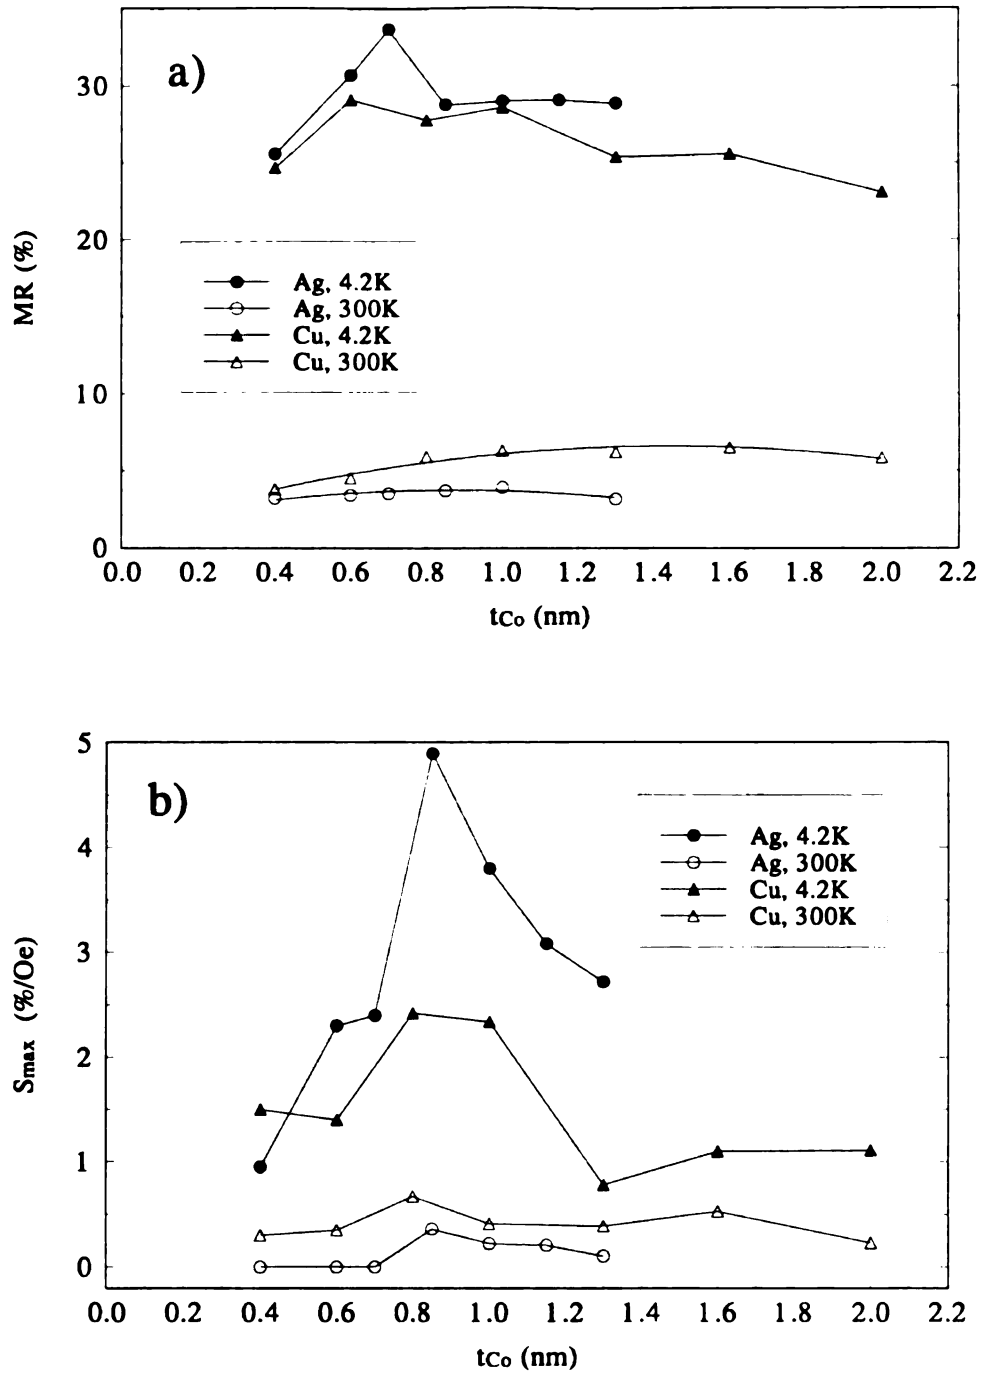 a)
30
20
10
0
MR (%)
Ag, 4.2K
Ag, 300K
Cu, 4.2K
Cu, 300K
0.0 0.2 0.4 0.6 0.8 1.0 1.2 1.4 1.6 1.8 2.0 2.2
tCo (nm)
b)
5
4
3
2
1
0
Smax (%/Oe)
Ag, 4.2K
Ag, 300K
Cu, 4.2K
Cu, 300K
0.0 0.2 0.4 0.6 0.8 1.0 1.2 1.4 1.6 1.8 2.0 2.2
tCo (nm)